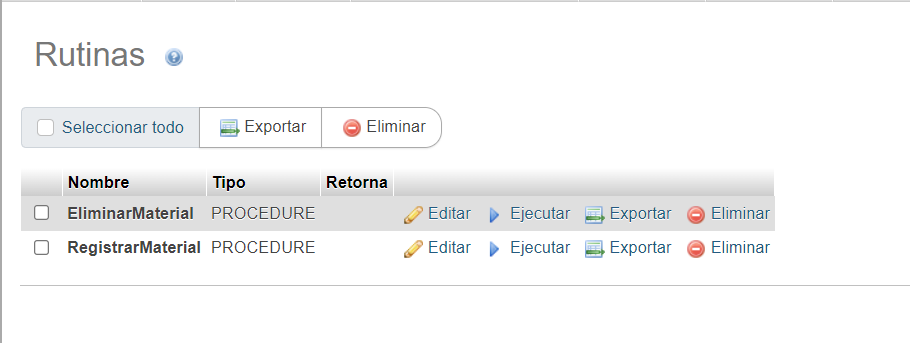 Rutinas
Seleccionar todo Exportar Eliminar
Nombre Tipo Retorna
EliminarMaterial PROCEDURE Editar Ejecutar Exportar Eliminar
RegistrarMaterial PROCEDURE Editar Ejecutar Exportar Eliminar